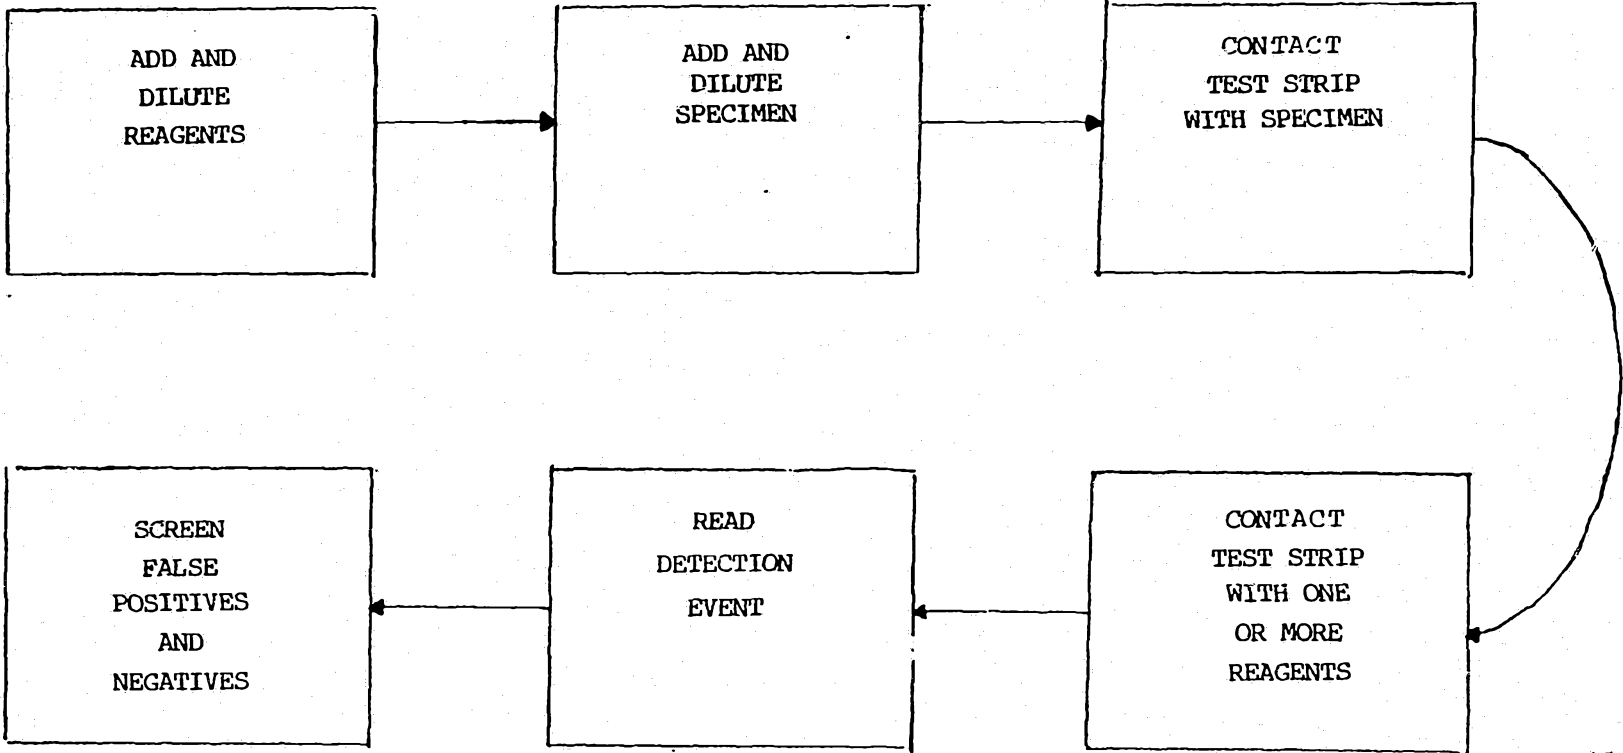 ADD AND
DILUTE
REAGENTS
ADD AND
DILUTE
SPECIMEN
CONTACT
TEST STRIP
WITH SPECIMEN
CONTACT
TEST STRIP
WITH ONE
OR MORE
REAGENTS
READ
DETECTION
EVENT
SCREEN
FALSE
POSITIVES
AND
NEGATIVES